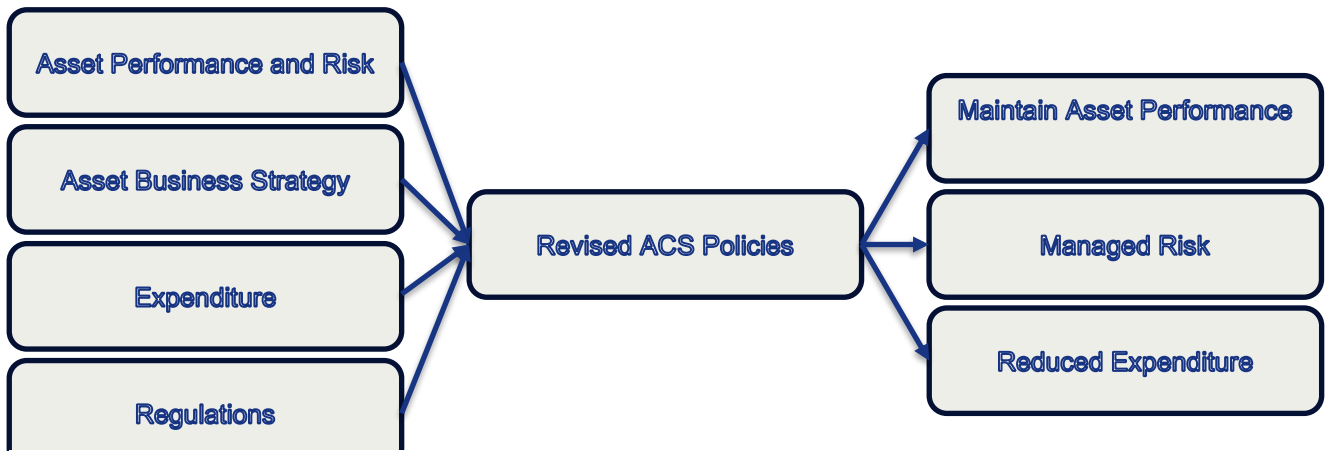 Asset Performance and Risk
Asset Business Strategy
Expenditure
Regulations
Revised ACS Policies
Maintain Asset Performance
Managed Risk
Reduced Expenditure